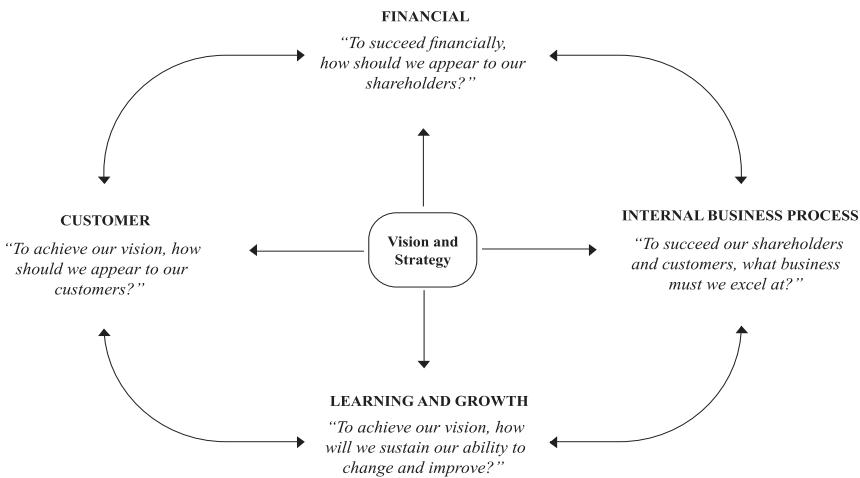 FINANCIAL
“To succeed financially,
how should we appear to our
shareholders?”
CUSTOMER
“To achieve our vision, how
should we appear to our
customers?”
Vision and
Strategy
INTERNAL BUSINESS PROCESS
“To succeed our shareholders
and customers, what business
must we excel at?”
LEARNING AND GROWTH
“To achieve our vision, how
will we sustain our ability to
change and improve?”